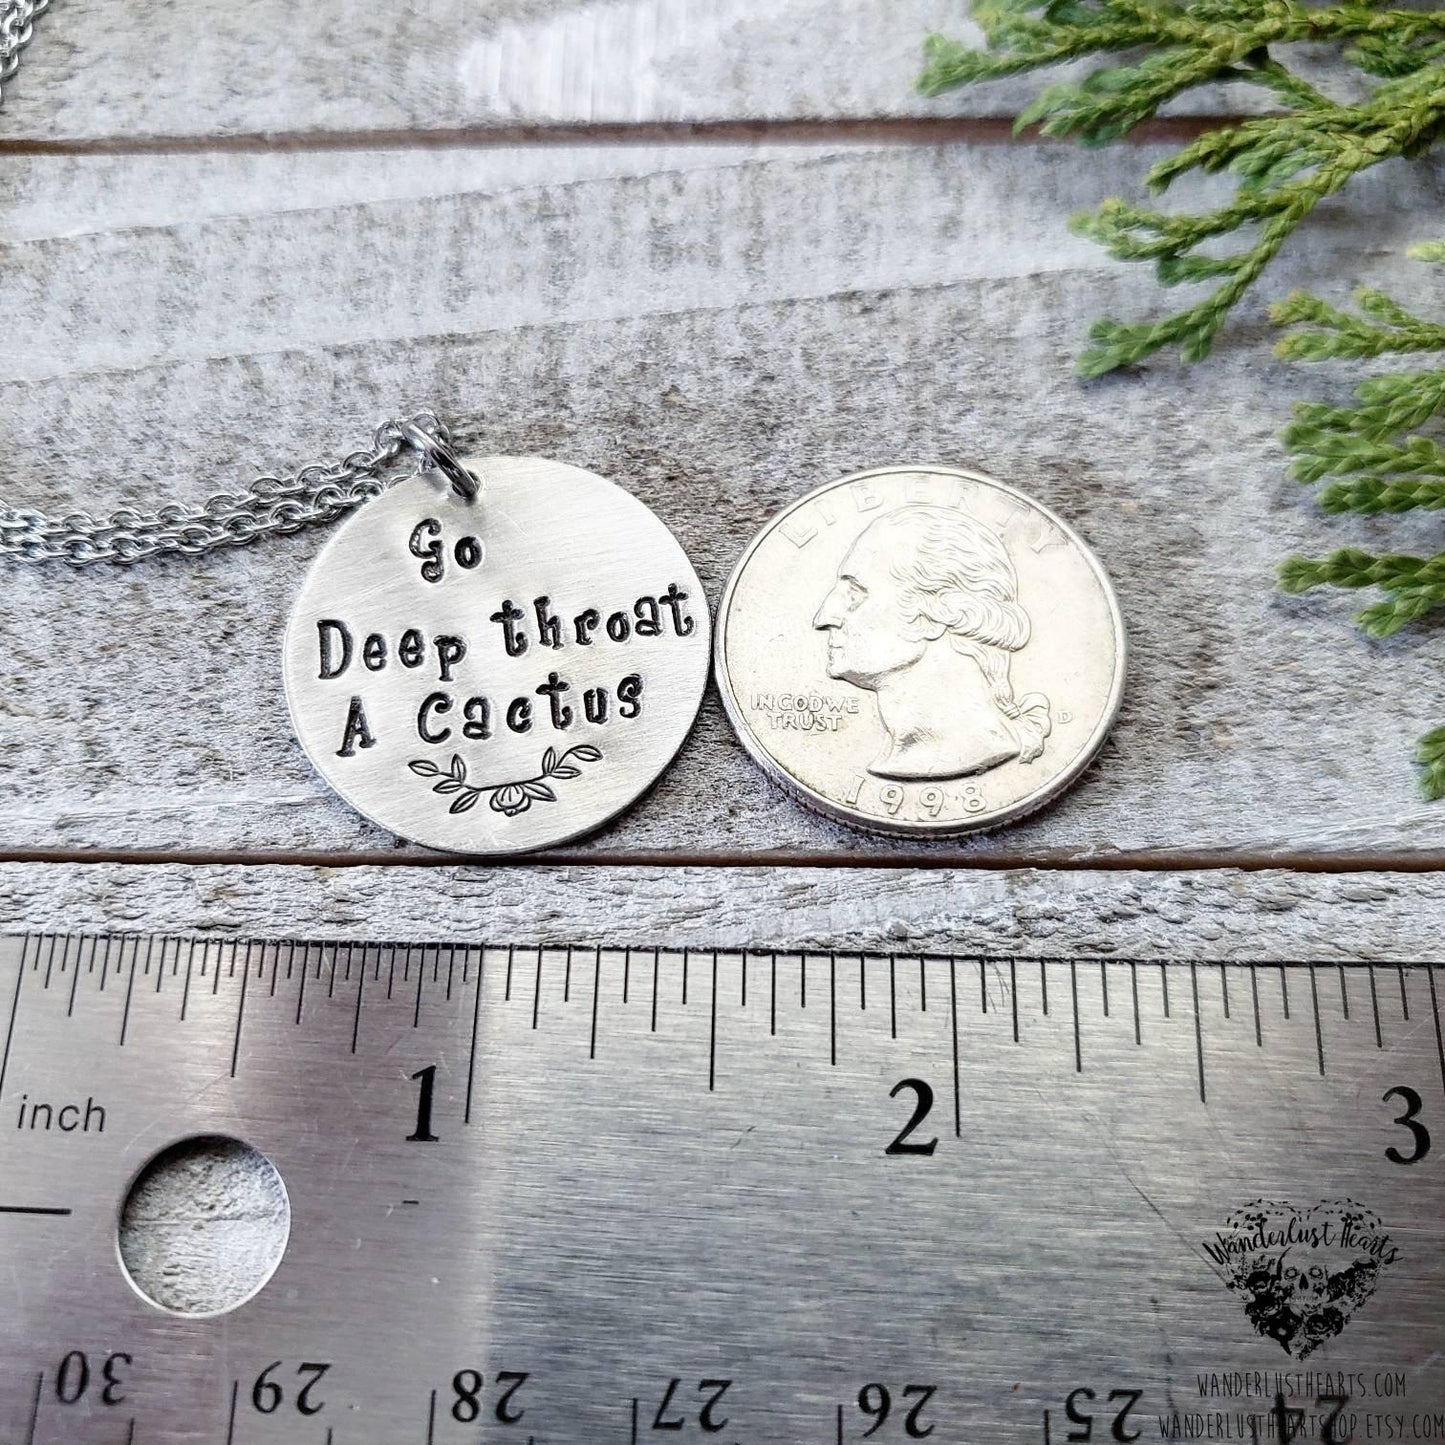 Go
Deep throat
A Cactus
LIBERTY
IN GOD WE
TRUST
D
1998
inch
1
2
3
30
29
28
27
26
25
24
Wanderlust Hearts
WANDERLUSTHEARTS.COM
WANDERLUSTHEARTSHOP.ETSY.COM